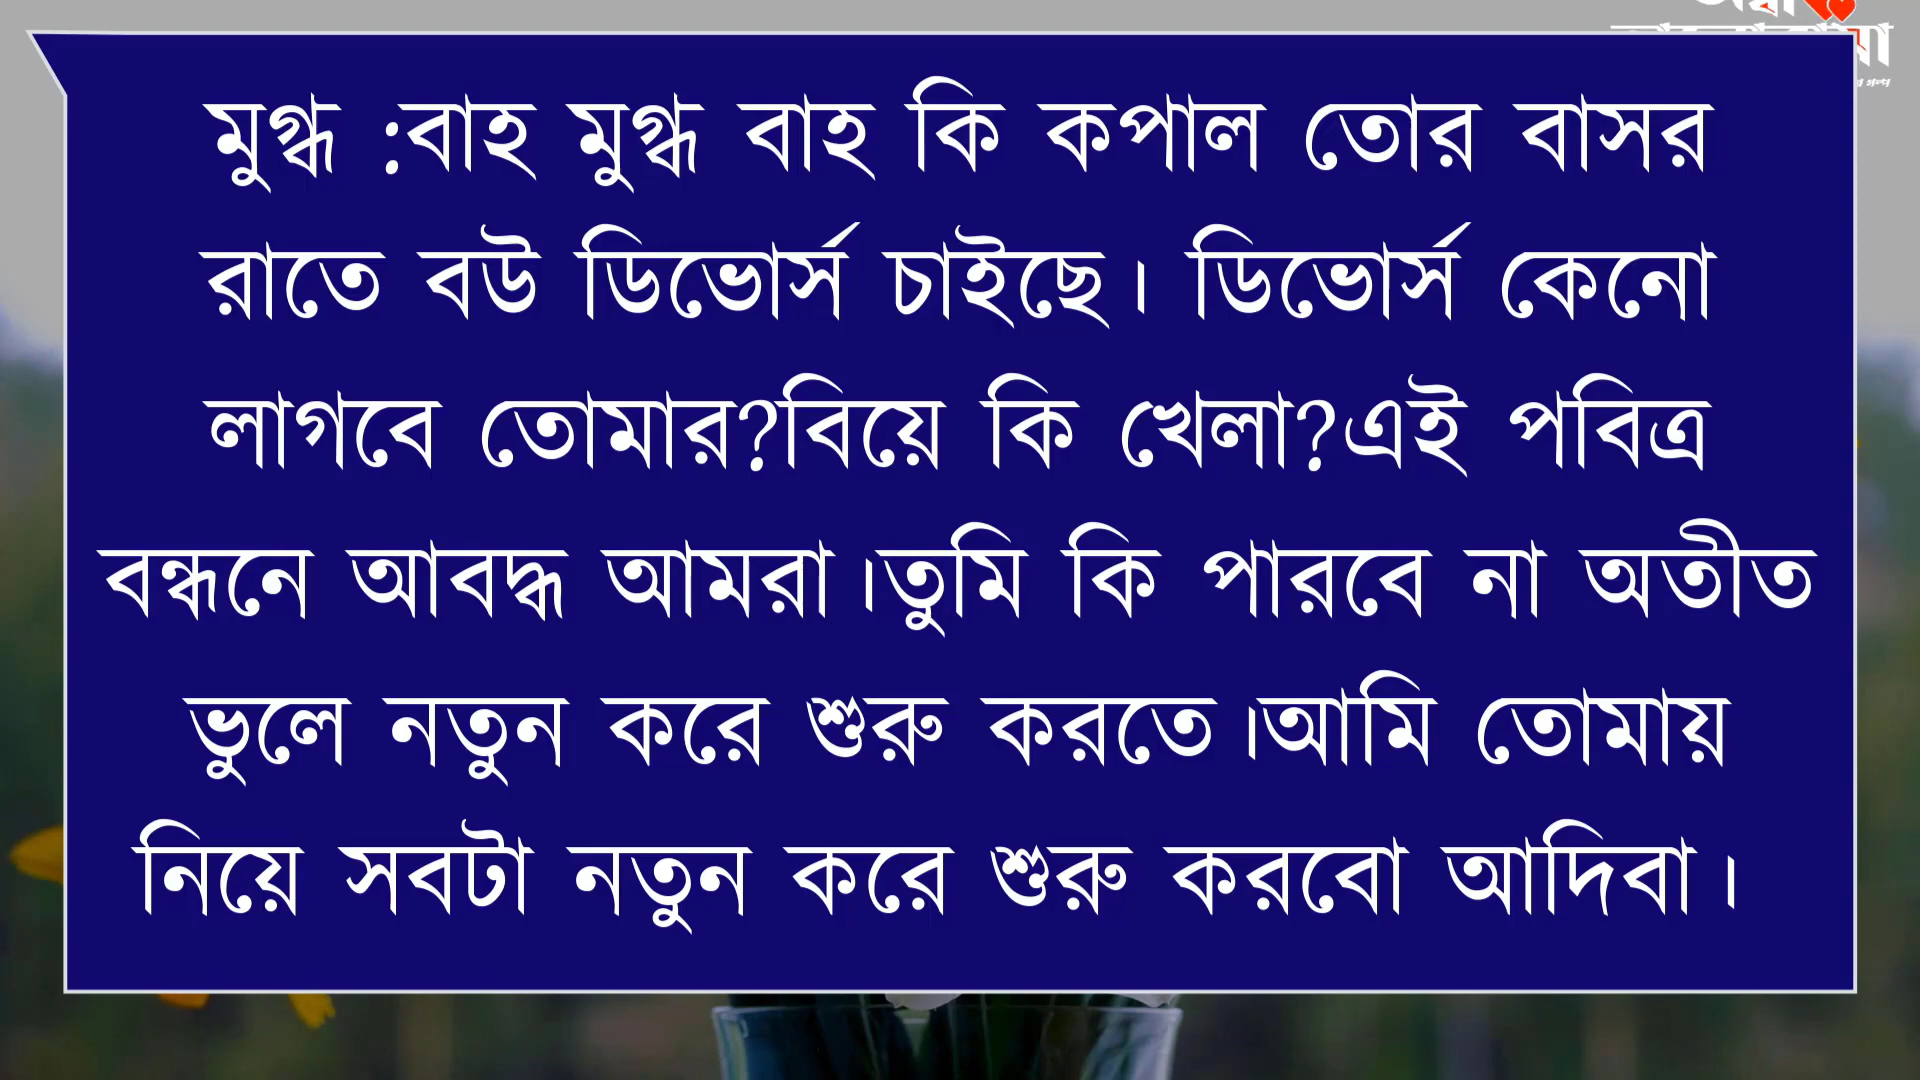 মুগ্ধ :বাহ মুগ্ধ বাহ কি কপাল তোর বাসর
রাতে বউ ডিভোর্স চাইছে। ডিভোর্স কেনো
লাগবে তোমার?বিয়ে কি খেলা?এই পবিত্র
বন্ধনে আবদ্ধ আমরা।তুমি কি পারবে না অতীত
ভুলে নতুন করে শুরু করতে।আমি তোমায়
নিয়ে সবটা নতুন করে শুরু করবো আদিবা।